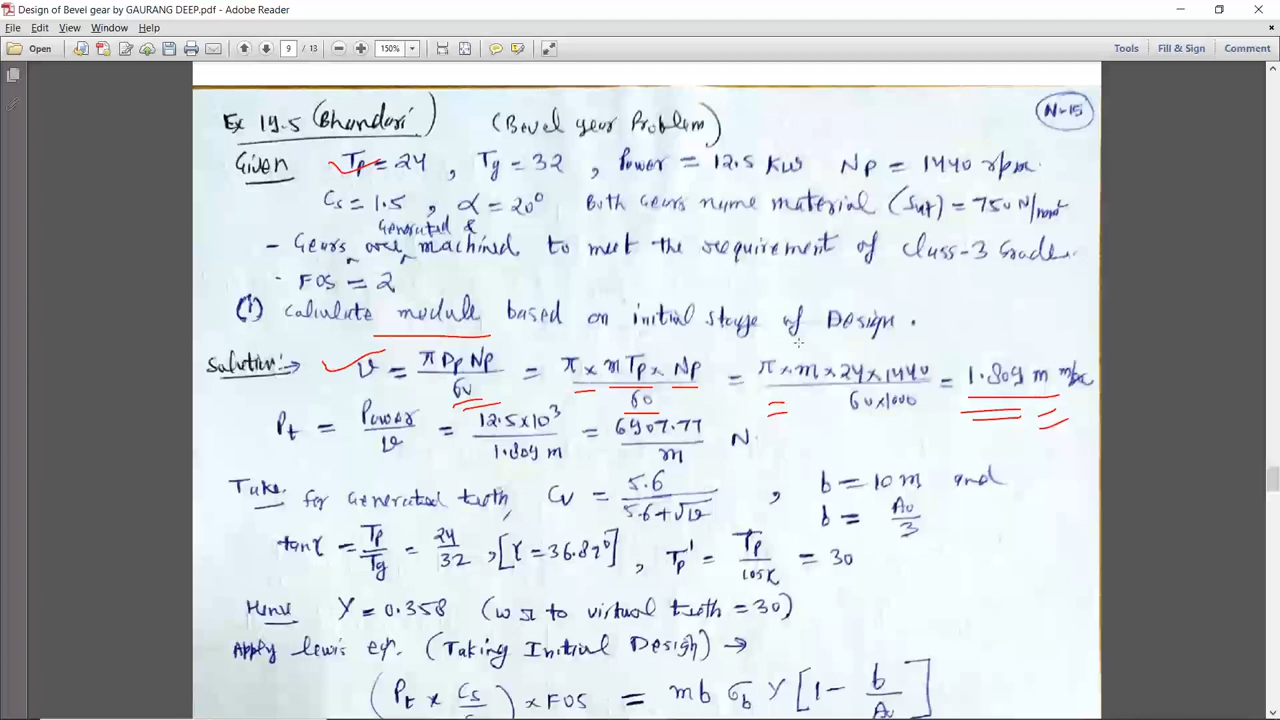 Design of Bevel gear by GAURANG DEEP.pdf - Adobe Reader
File Edit View Window Help
Open 9 / 13 150% Tools Fill & Sign Comment
N-15
Ex 19.5 (Bhandari) (Bevel gear Problem)
Given Tp = 24 , Tg = 32 , Power = 12.5 KW Np = 1440 rpm.
Cs = 1.5 , α = 20° Both Gears same material (Sut) = 750 N/mm²
- Gears are Generated & machined to meet the requirement of class-3 Grade.
- FOS = 2
(1) Calculate module based on initial stage of Design .
Solution:→ v = πDpNp/60 = π × m Tp × Np/60 = π × m × 24 × 1440/60×1000 = 1.809 m m/sec
Pt = Power/v = 12.5×10³/1.809 m = 6907.77/m N.
Take for Generated teeth, Cv = 5.6/5.6+√v , b = 10 m and
b = A0/3
tanγ = Tp/Tg = 24/32 , [γ = 36.87°] , Tp' = Tp/cosγ = 30
Hence Y = 0.358 (w.r.t to virtual teeth = 30)
Apply lewis eqn. (Taking Initial Design) →
(Pt × Cs/C) × FOS = mb σb Y [1 - b/A0]